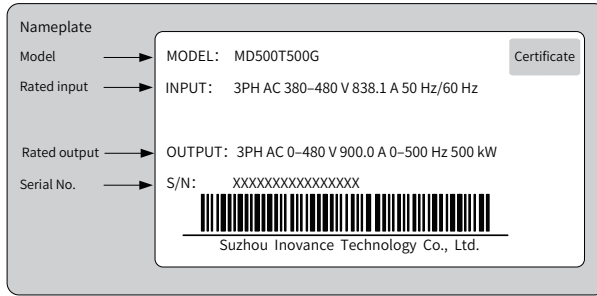 Nameplate
Model
MODEL: MD500T500G
Certificate
Rated input
INPUT: 3PH AC 380–480 V 838.1 A 50 Hz/60 Hz
Rated output
OUTPUT: 3PH AC 0–480 V 900.0 A 0–500 Hz 500 kW
Serial No.
S/N: XXXXXXXXXXXXXXXX
Suzhou Inovance Technology Co., Ltd.